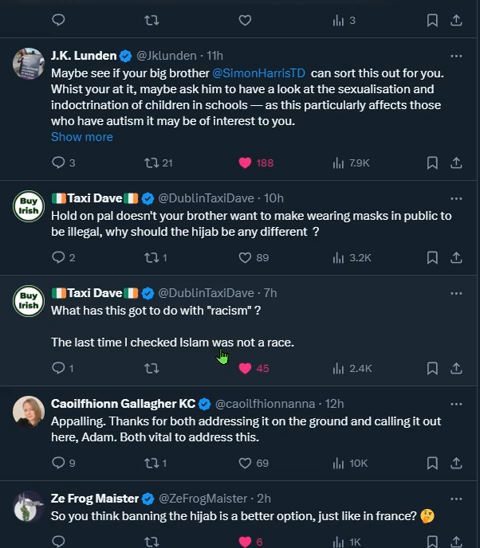 3
J.K. Lunden @Jklunden · 11h
Maybe see if your big brother @SimonHarrisTD can sort this out for you.
Whist your at it, maybe ask him to have a look at the sexualisation and
indoctrination of children in schools — as this particularly affects those
who have autism it may be of interest to you.
Show more
3 21 188 7.9K
Buy
Irish
Taxi Dave @DublinTaxiDave · 10h
Hold on pal doesn't your brother want to make wearing masks in public to
be illegal, why should the hijab be any different ?
2 1 89 3.2K
Buy
Irish
Taxi Dave @DublinTaxiDave · 7h
What has this got to do with "racism" ?
The last time I checked Islam was not a race.
1 45 2.4K
Caoilfhionn Gallagher KC @caoilfhionnanna · 12h
Appalling. Thanks for both addressing it on the ground and calling it out
here, Adam. Both vital to address this.
9 1 69 10K
Ze Frog Maister @ZeFrogMaister · 2h
So you think banning the hijab is a better option, just like in france? 🤔
6 1K